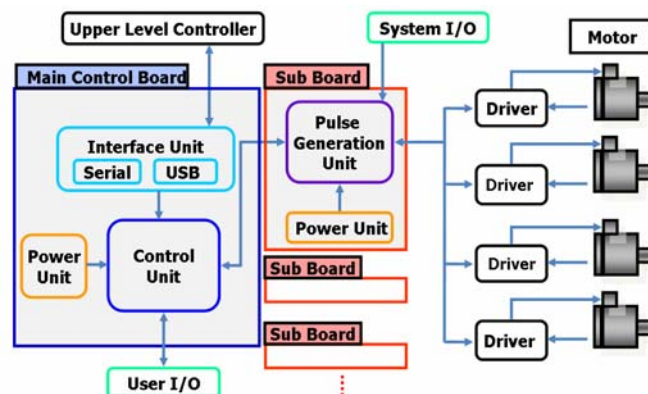 Upper Level Controller
System I/O
Motor
Main Control Board
Sub Board
Interface Unit
Serial
USB
Pulse
Generation
Unit
Driver
Driver
Power
Unit
Control
Unit
Power Unit
Sub Board
Driver
Sub Board
Driver
User I/O